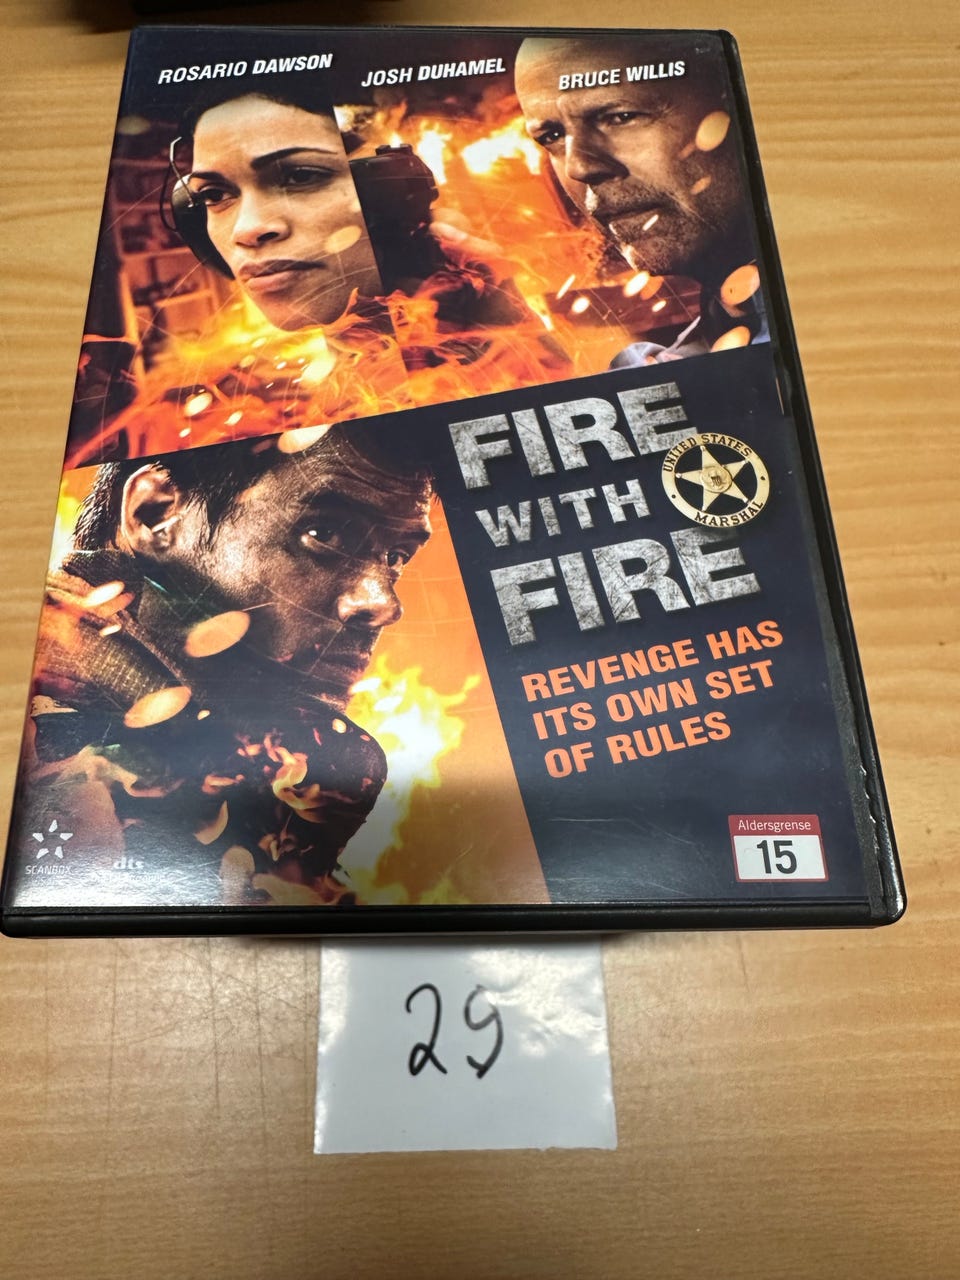 ROSARIO DAWSON
JOSH DUHAMEL
BRUCE WILLIS
FIRE
WITH
FIRE
UNITED STATES
MARSHAL
REVENGE HAS
ITS OWN SET
OF RULES
Aldersgrense
15
SCANBOX
dts
29